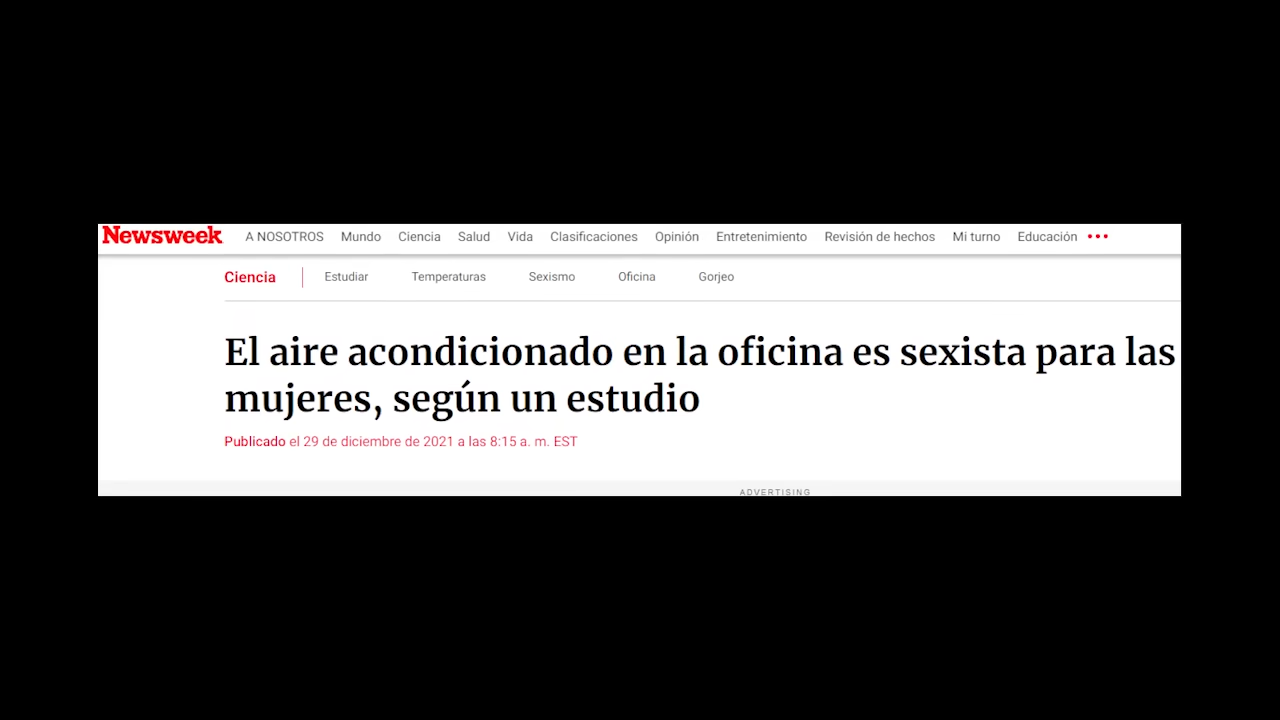 Newsweek A NOSOTROS Mundo Ciencia Salud Vida Clasificaciones Opinión Entretenimiento Revisión de hechos Mi turno Educación •••
Ciencia | Estudiar Temperaturas Sexismo Oficina Gorjeo
El aire acondicionado en la oficina es sexista para las
mujeres, según un estudio
Publicado el 29 de diciembre de 2021 a las 8:15 a. m. EST
ADVERTISING